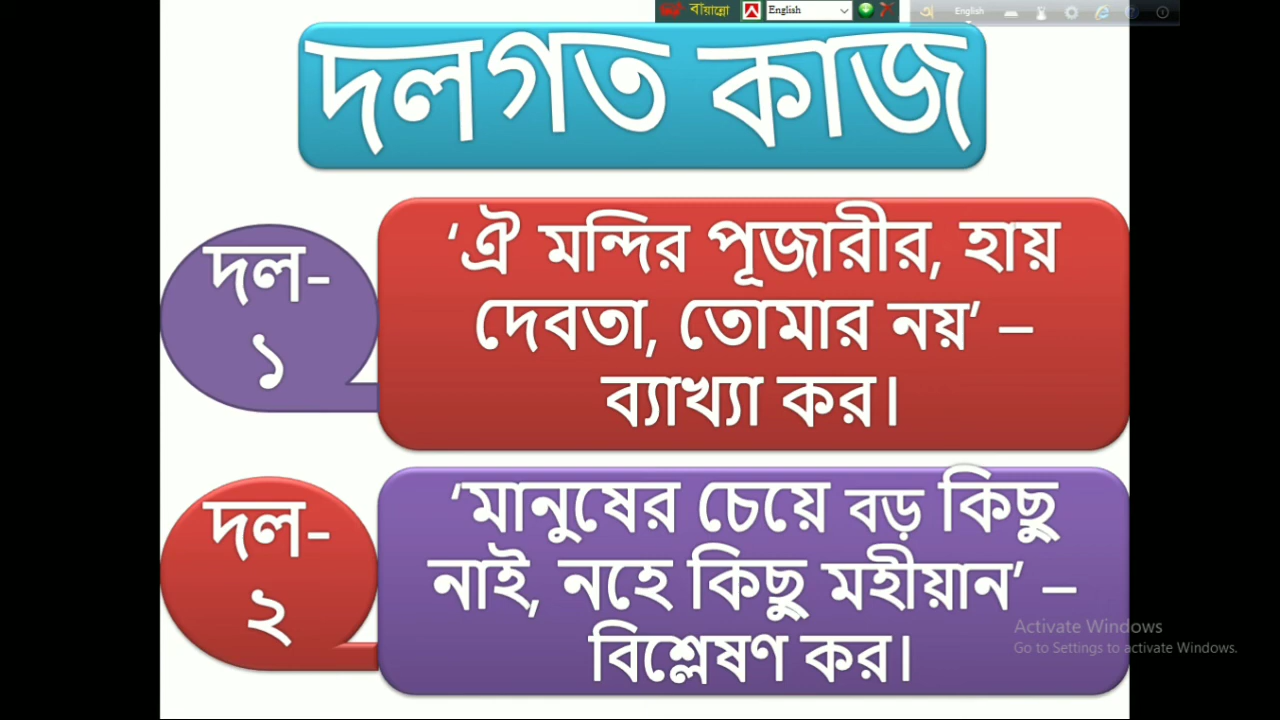 বায়ান্নো English English
দলগত কাজ
দল-
১
‘ঐ মন্দির পূজারীর, হায়
দেবতা, তোমার নয়’ –
ব্যাখ্যা কর।
দল-
২
‘মানুষের চেয়ে বড় কিছু
নাই, নহে কিছু মহীয়ান’ –
বিশ্লেষণ কর।
Activate Windows
Go to Settings to activate Windows.